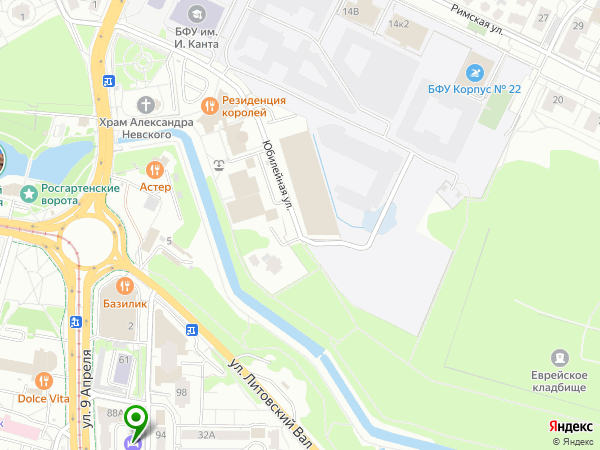 14В
14к2
Римская ул.
29
1
БФУ им.
И. Канта
БФУ Корпус № 22
20
Резиденция
королей
Храм Александра
Невского
Юбилейная ул.
Астер
Росгартенские
ворота
5
Базилик
2
61
ул. 9 Апреля
Dolce Vita
98
88А
94
32А
ул. Литовский Вал
Еврейское
кладбище
Яндекс
© Яндекс